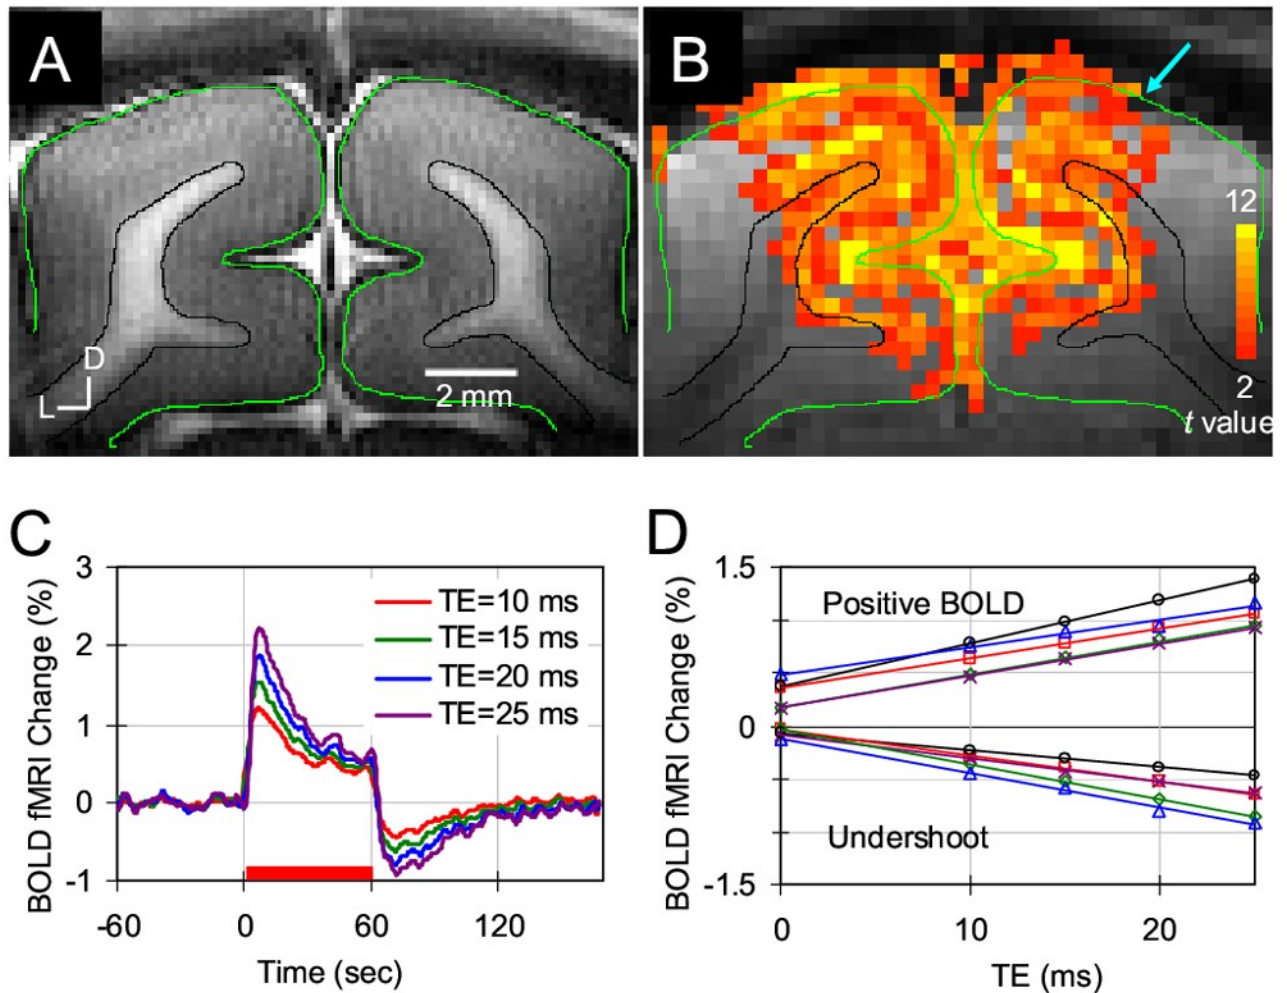 A
D
L
2 mm
B
12
2
t value
C
BOLD fMRI Change (%)
3
2
1
0
-1
TE=10 ms
TE=15 ms
TE=20 ms
TE=25 ms
-60 0 60 120
Time (sec)
D
BOLD fMRI Change (%)
1.5
0
-1.5
Positive BOLD
Undershoot
0 10 20
TE (ms)